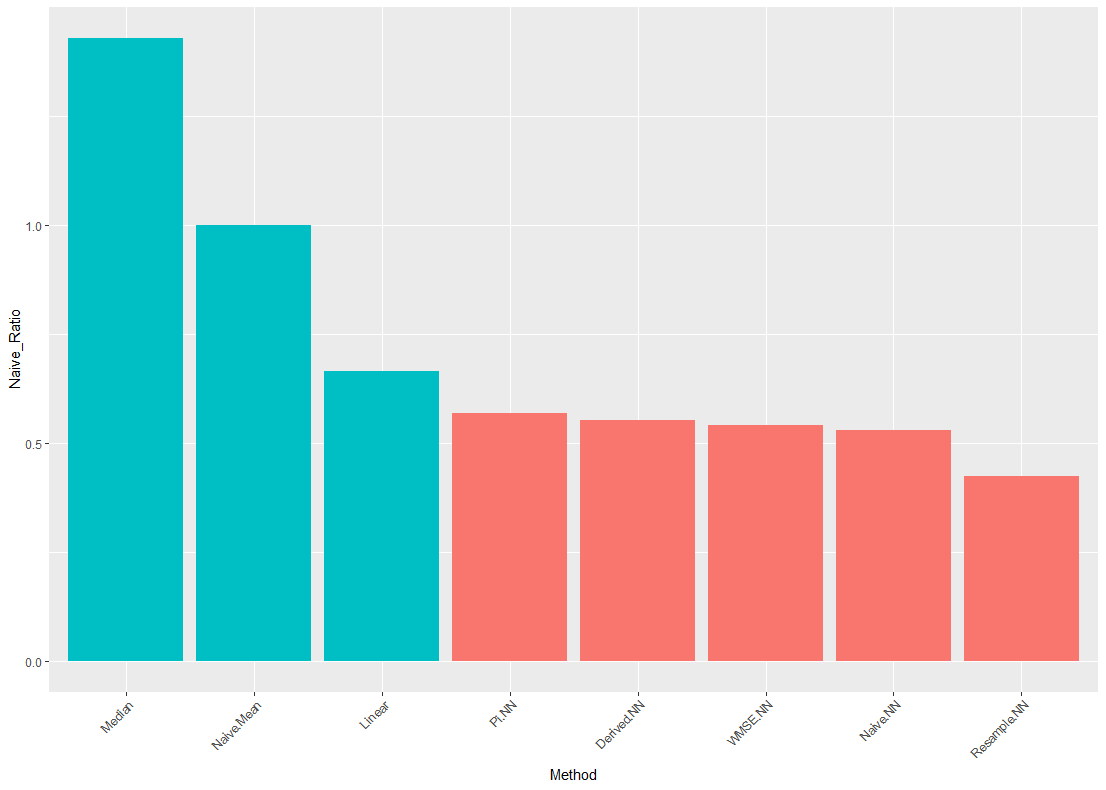 Naive_Ratio
1.0
0.5
0.0
Median
Naive.Mean
Linear
PI.NN
Derived.NN
WMSE.NN
Naive.NN
Resample.NN
Method